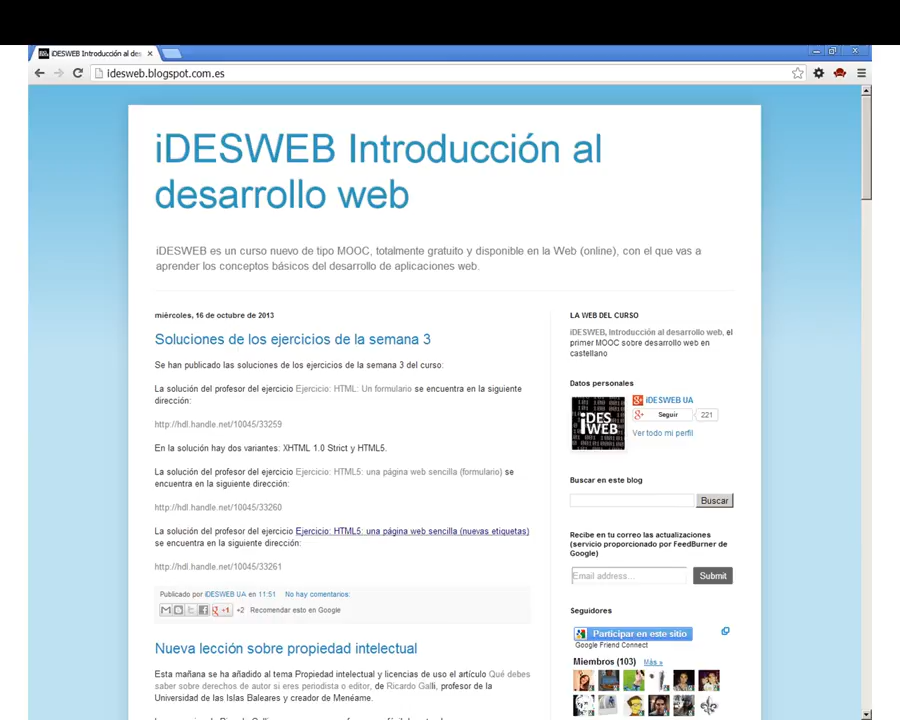 iDESWEB Introducción al des
idesweb.blogspot.com.es
iDESWEB Introducción al
desarrollo web
iDESWEB es un curso nuevo de tipo MOOC, totalmente gratuito y disponible en la Web (online), con el que vas a
aprender los conceptos básicos del desarrollo de aplicaciones web.
miércoles, 16 de octubre de 2013
Soluciones de los ejercicios de la semana 3
Se han publicado las soluciones de los ejercicios de la semana 3 del curso:
La solución del profesor del ejercicio Ejercicio: HTML: Un formulario se encuentra en la siguiente
dirección:
http://hdl.handle.net/10045/33259
En la solución hay dos variantes: XHTML 1.0 Strict y HTML5.
La solución del profesor del ejercicio Ejercicio: HTML5: una página web sencilla (formulario) se
encuentra en la siguiente dirección:
http://hdl.handle.net/10045/33260
La solución del profesor del ejercicio Ejercicio: HTML5: una página web sencilla (nuevas etiquetas)
se encuentra en la siguiente dirección:
http://hdl.handle.net/10045/33261
Publicado por iDESWEB UA en 11:51 No hay comentarios:
+1 +2 Recomendar esto en Google
Nueva lección sobre propiedad intelectual
Esta mañana se ha añadido al tema Propiedad intelectual y licencias de uso el artículo Qué debes
saber sobre derechos de autor si eres periodista o editor, de Ricardo Galli, profesor de la
Universidad de las Islas Baleares y creador de Menéame.
LA WEB DEL CURSO
iDESWEB, Introducción al desarrollo web, el
primer MOOC sobre desarrollo web en
castellano
Datos personales
iDES
WEB
iDESWEB UA
Seguir 221
Ver todo mi perfil
Buscar en este blog
Buscar
Recibe en tu correo las actualizaciones
(servicio proporcionado por FeedBurner de
Google)
Email address...
Submit
Seguidores
Participar en este sitio
Google Friend Connect
Miembros (103) Más »